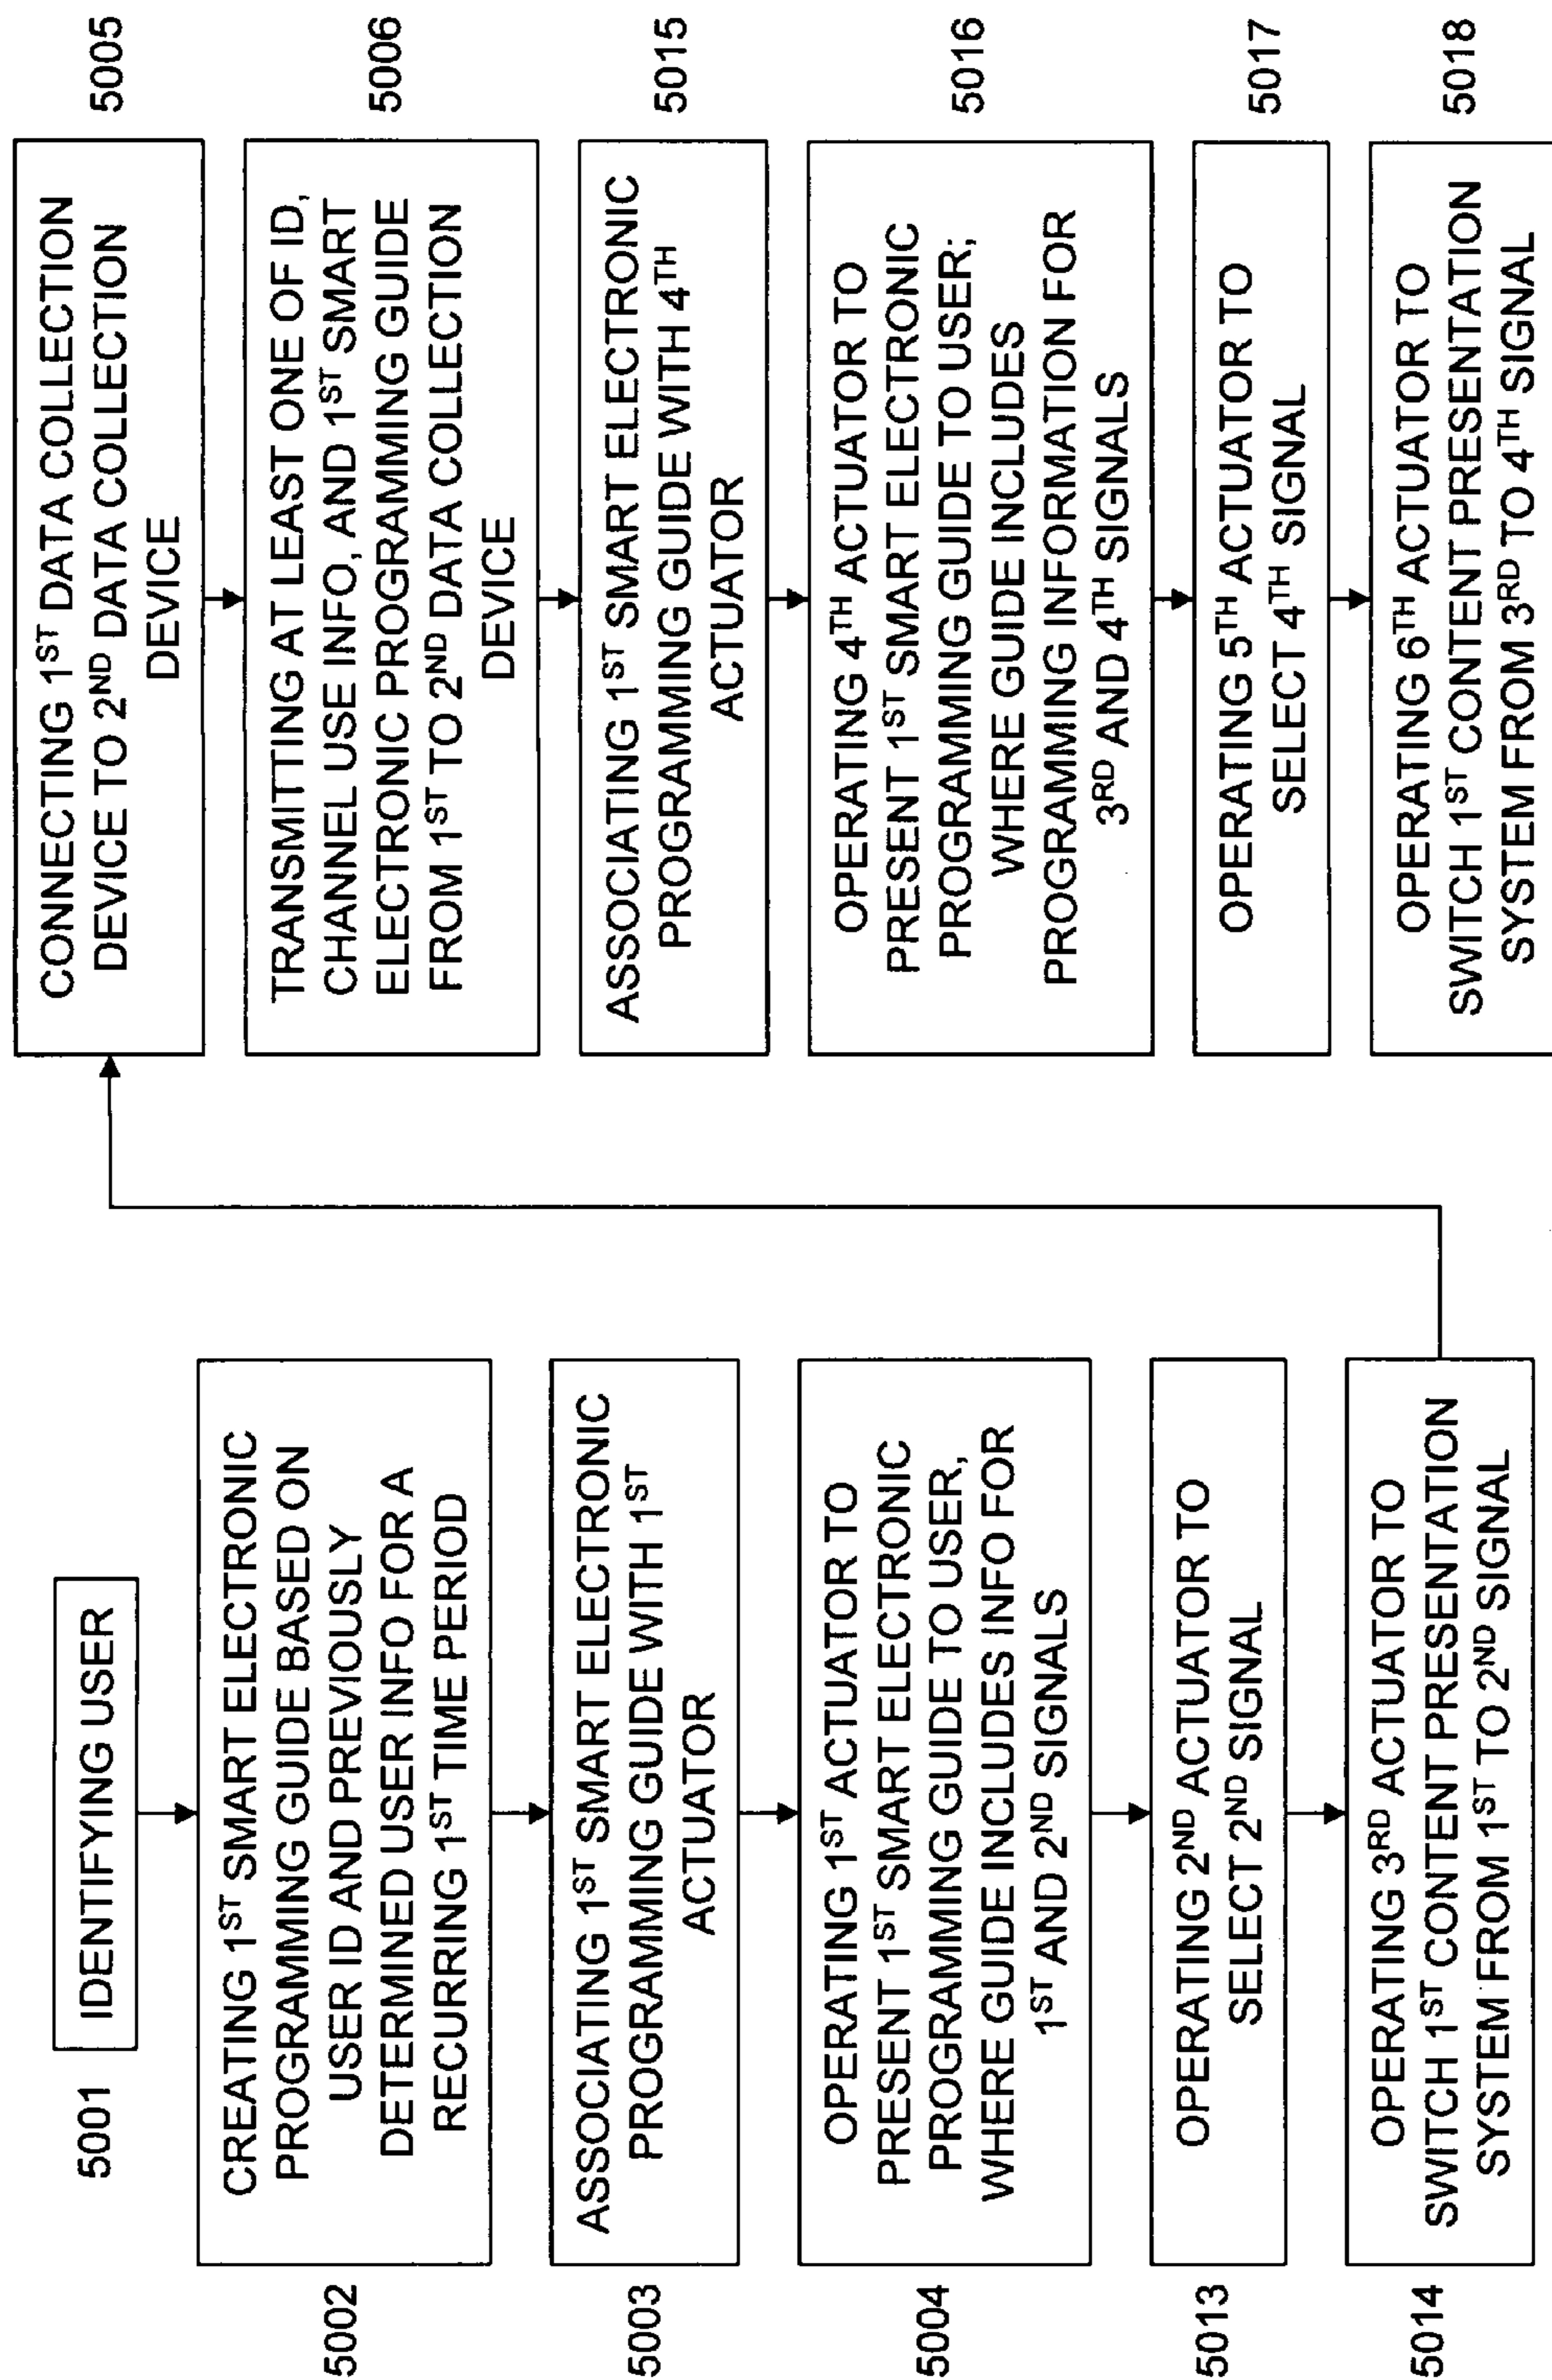 5001
IDENTIFYING USER
5002
CREATING 1ST SMART ELECTRONIC
PROGRAMMING GUIDE BASED ON
USER ID AND PREVIOUSLY
DETERMINED USER INFO FOR A
RECURRING 1ST TIME PERIOD
5003
ASSOCIATING 1ST SMART ELECTRONIC
PROGRAMMING GUIDE WITH 1ST
ACTUATOR
5004
OPERATING 1ST ACTUATOR TO
PRESENT 1ST SMART ELECTRONIC
PROGRAMMING GUIDE TO USER,
WHERE GUIDE INCLUDES INFO FOR
1ST AND 2ND SIGNALS
5013
OPERATING 2ND ACTUATOR TO
SELECT 2ND SIGNAL
5014
OPERATING 3RD ACTUATOR TO
SWITCH 1ST CONTENT PRESENTATION
SYSTEM FROM 1ST TO 2ND SIGNAL
CONNECTING 1ST DATA COLLECTION
DEVICE TO 2ND DATA COLLECTION
DEVICE
5005
TRANSMITTING AT LEAST ONE OF ID,
CHANNEL USE INFO, AND 1ST SMART
ELECTRONIC PROGRAMMING GUIDE
FROM 1ST TO 2ND DATA COLLECTION
DEVICE
5006
ASSOCIATING 1ST SMART ELECTRONIC
PROGRAMMING GUIDE WITH 4TH
ACTUATOR
5015
OPERATING 4TH ACTUATOR TO
PRESENT 1ST SMART ELECTRONIC
PROGRAMMING GUIDE TO USER;
WHERE GUIDE INCLUDES
PROGRAMMING INFORMATION FOR
3RD AND 4TH SIGNALS
5016
OPERATING 5TH ACTUATOR TO
SELECT 4TH SIGNAL
5017
OPERATING 6TH ACTUATOR TO
SWITCH 1ST CONTENT PRESENTATION
SYSTEM FROM 3RD TO 4TH SIGNAL
5018